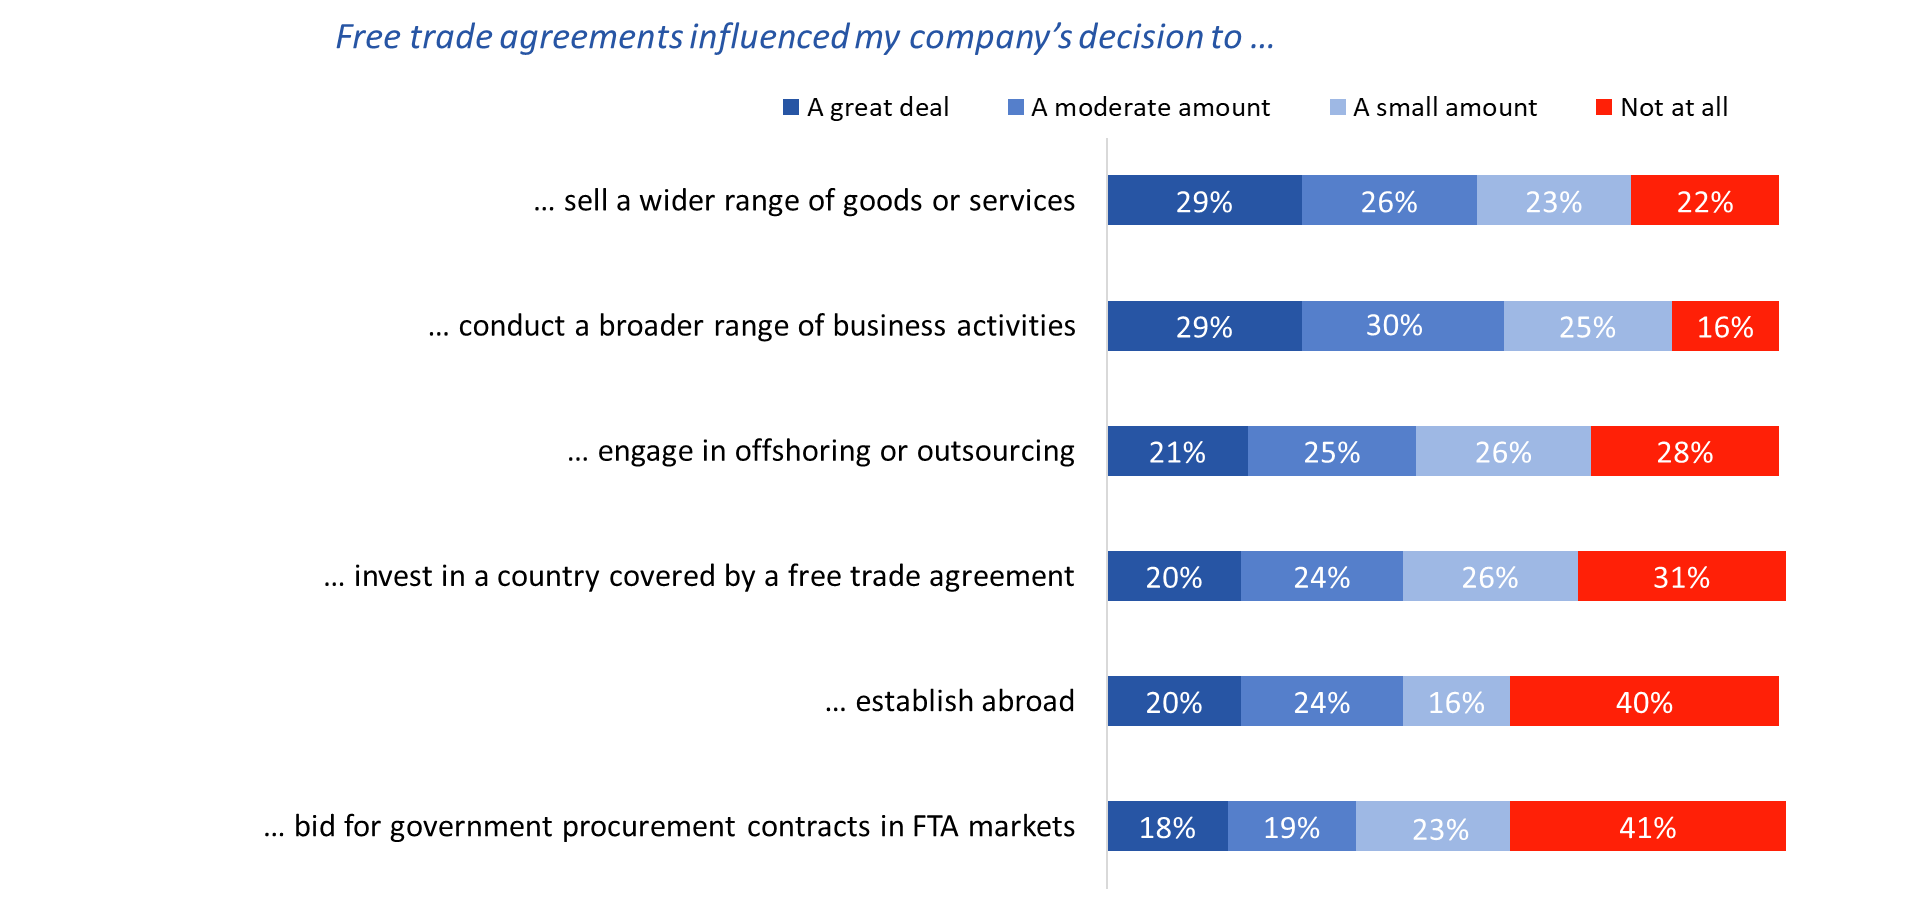 Free trade agreements influenced my company’s decision to …
A great deal A moderate amount A small amount Not at all
… sell a wider range of goods or services 29% 26% 23% 22%
… conduct a broader range of business activities 29% 30% 25% 16%
… engage in offshoring or outsourcing 21% 25% 26% 28%
… invest in a country covered by a free trade agreement 20% 24% 26% 31%
… establish abroad 20% 24% 16% 40%
… bid for government procurement contracts in FTA markets 18% 19% 23% 41%